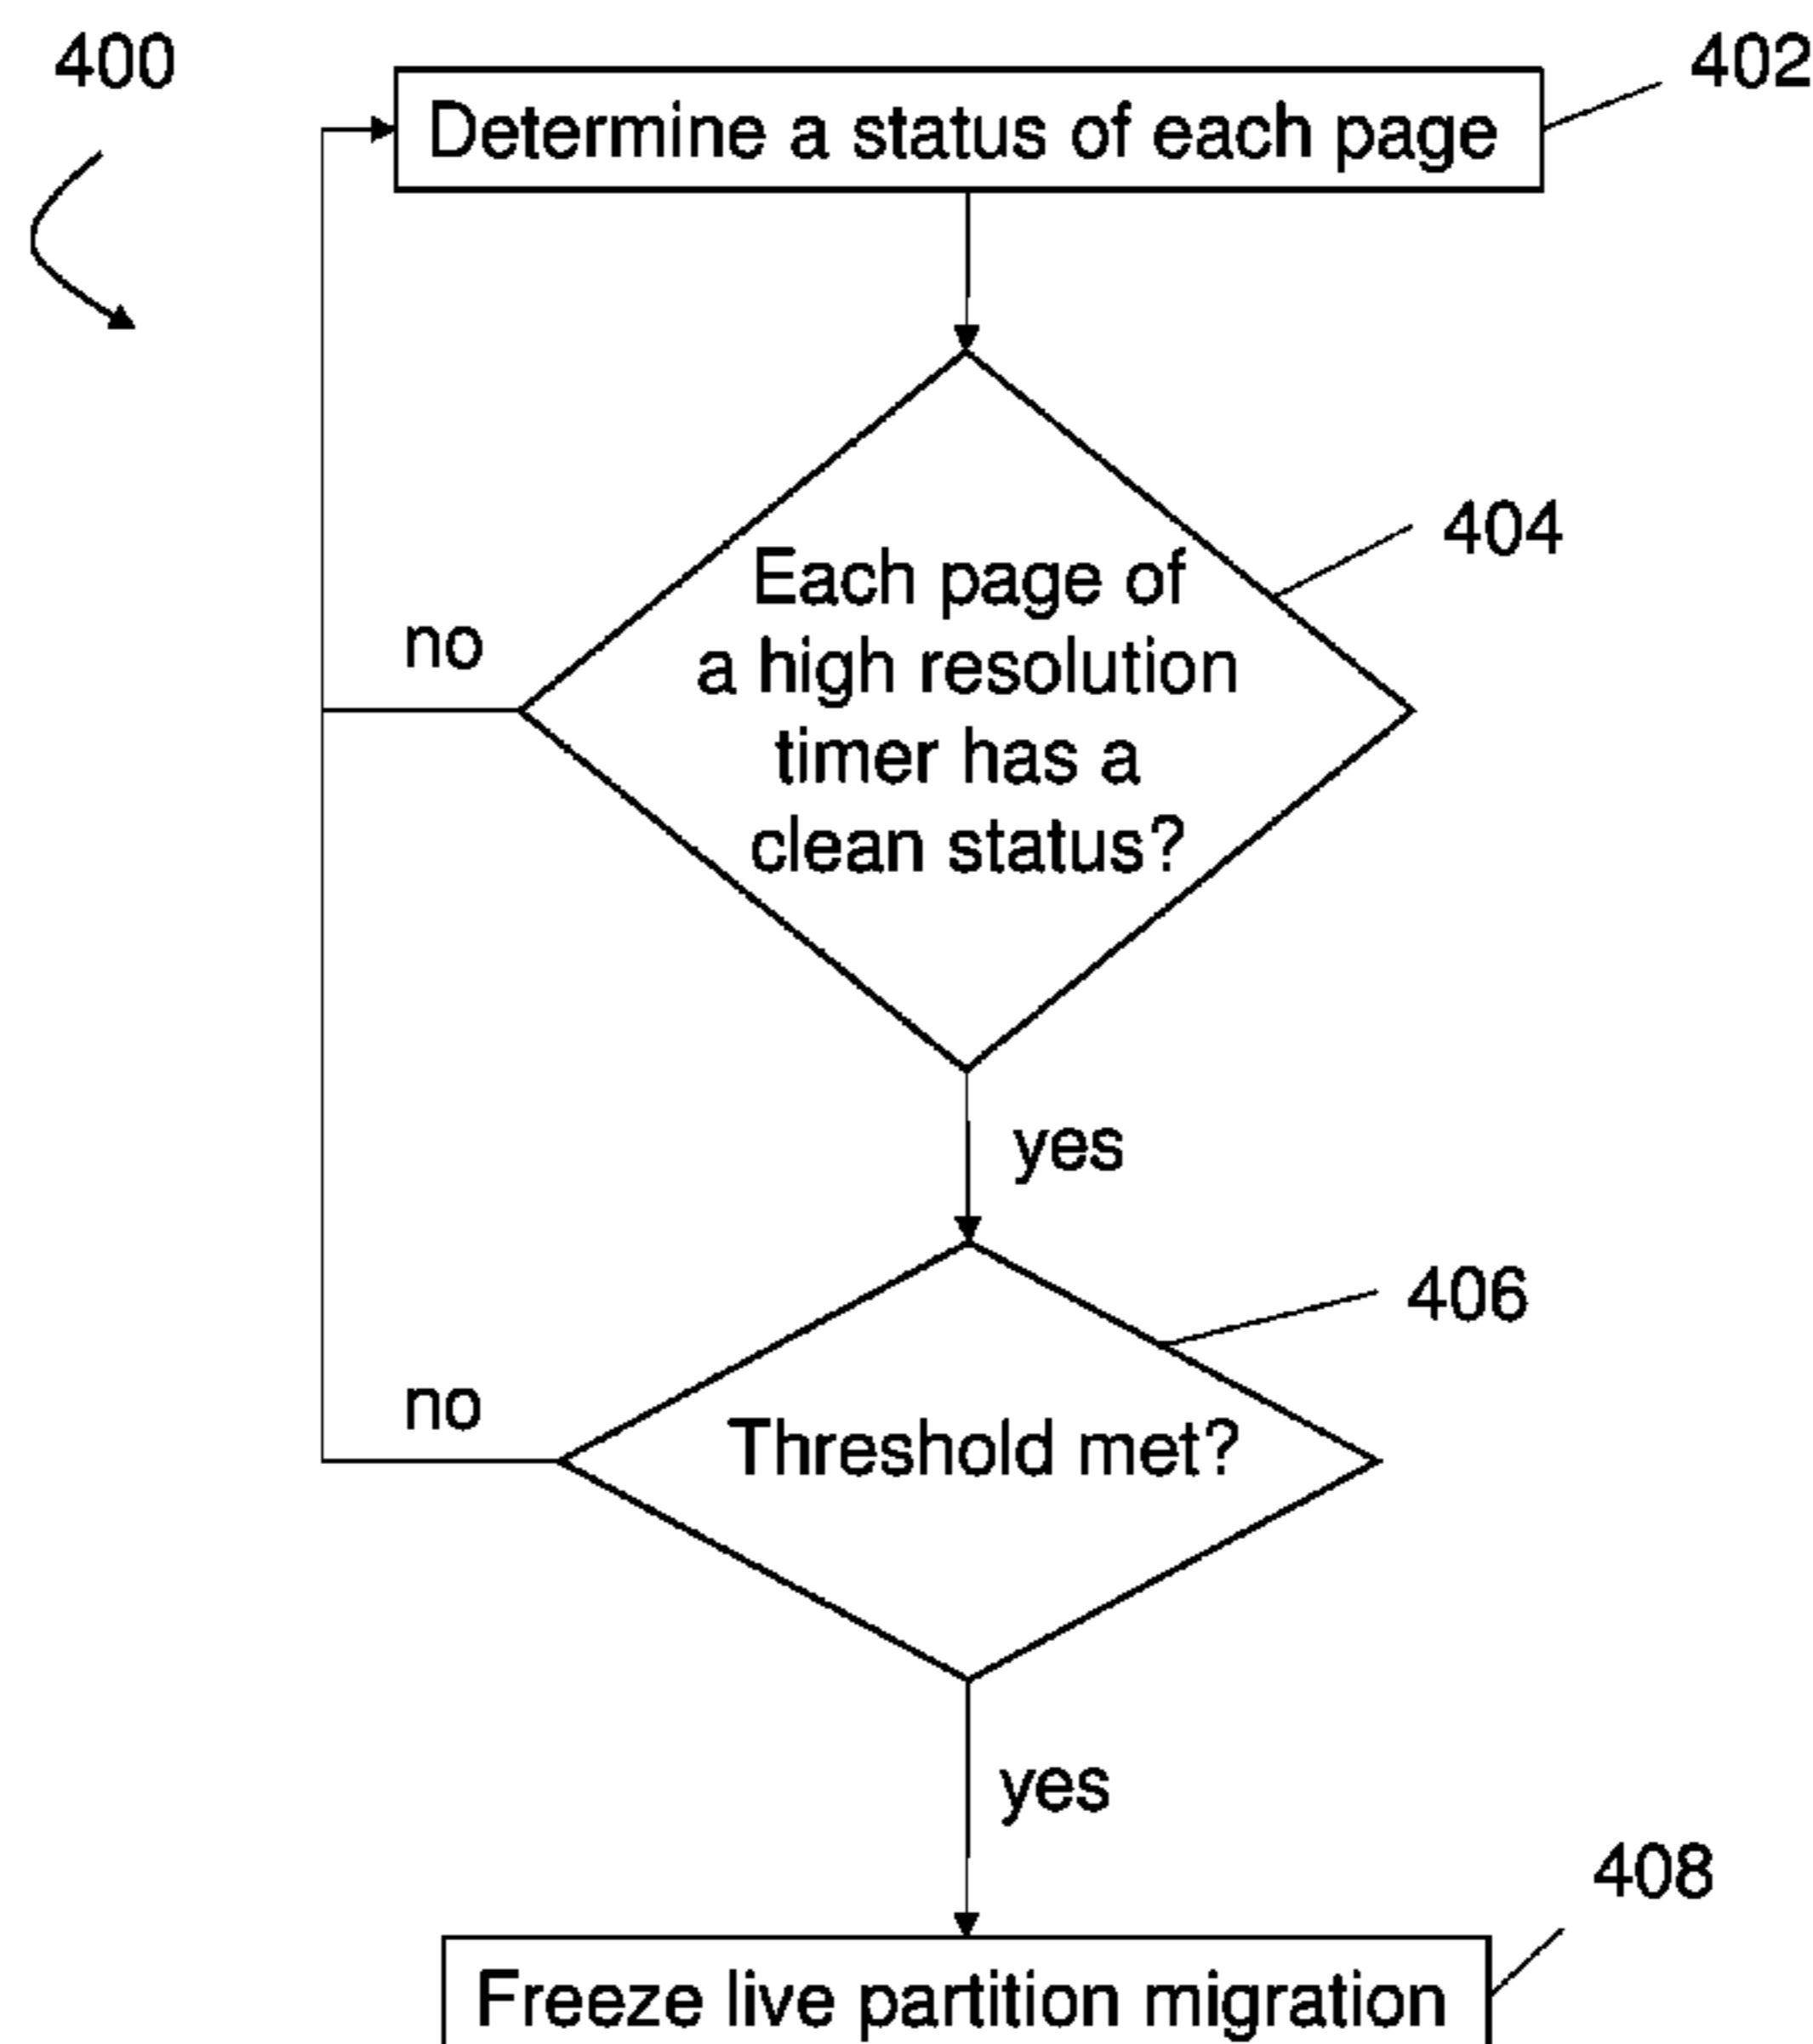 400
402
Determine a status of each page
404
Each page of
a high resolution
timer has a
clean status?
no
yes
406
Threshold met?
no
yes
408
Freeze live partition migration